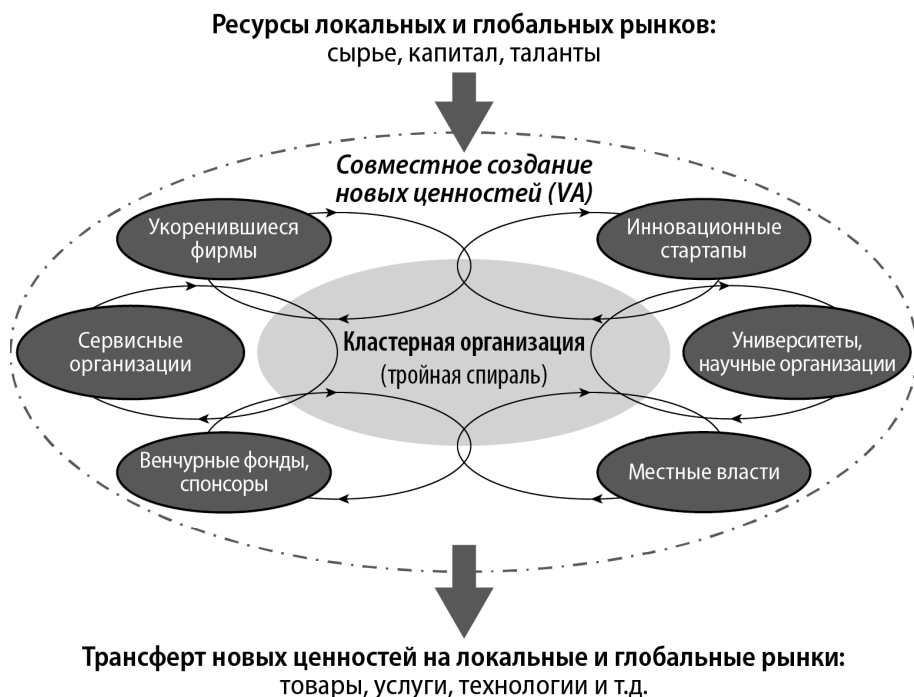 Ресурсы локальных и глобальных рынков:
сырье, капитал, таланты
Совместное создание
новых ценностей (VA)
Укоренившиеся
фирмы
Инновационные
стартапы
Сервисные
организации
Кластерная организация
(тройная спираль)
Университеты,
научные организации
Венчурные фонды,
спонсоры
Местные власти
Трансферт новых ценностей на локальные и глобальные рынки:
товары, услуги, технологии и т.д.